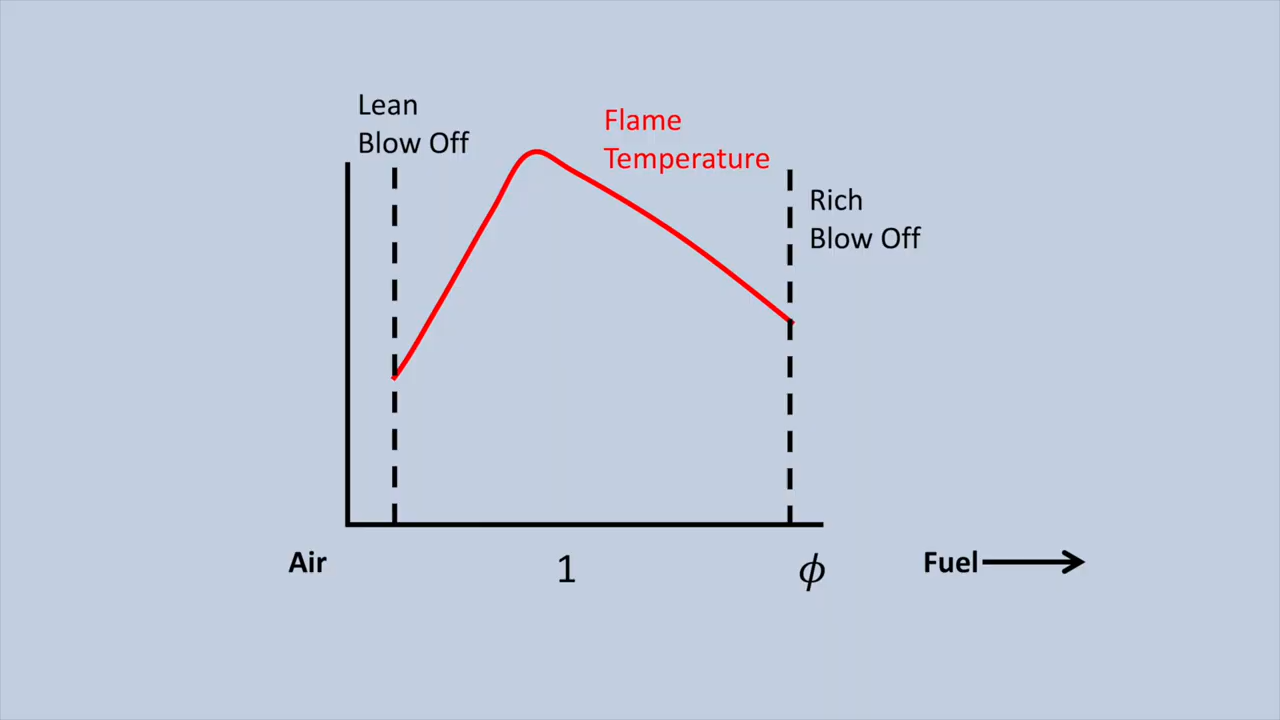 Lean
Blow Off
Flame
Temperature
Rich
Blow Off
Air
1
ϕ
Fuel